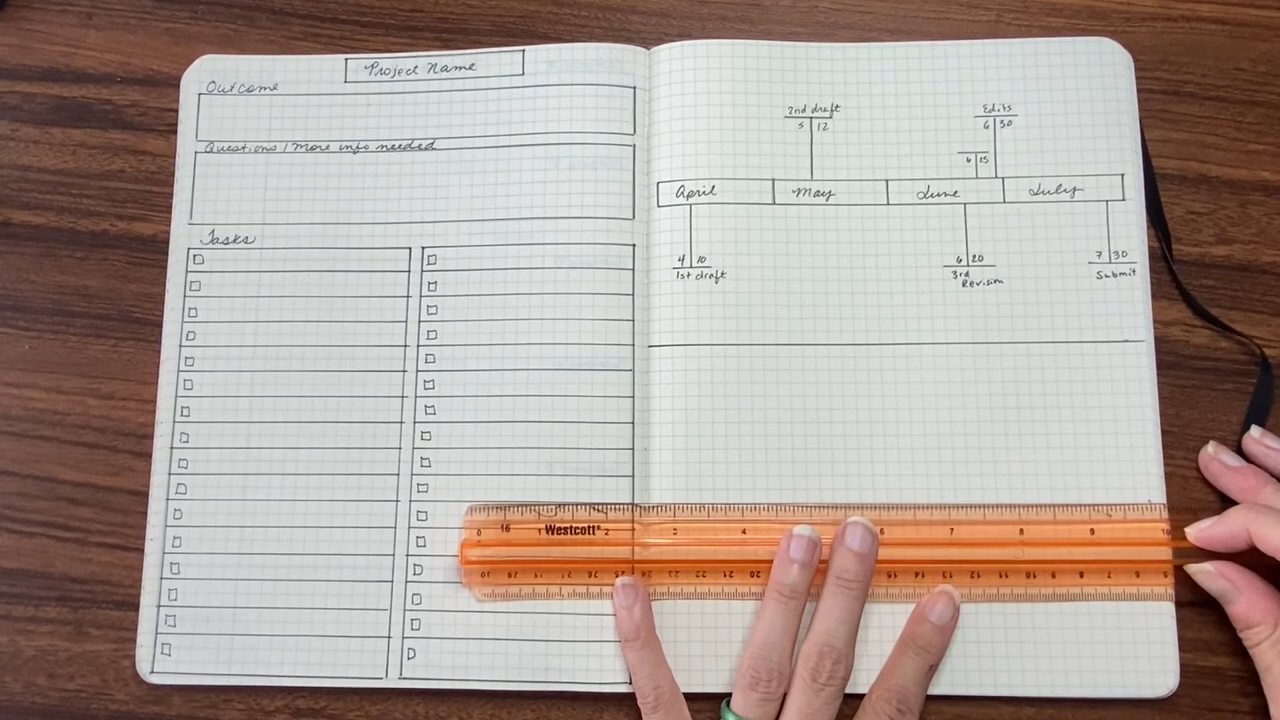 Project Name
Outcome
Questions / More info needed
Tasks
2nd draft
5 12
Edits
6 30
6 25
April May June July
4 10
1st draft
6 20
3rd
Revision
7 30
Submit
Westcott